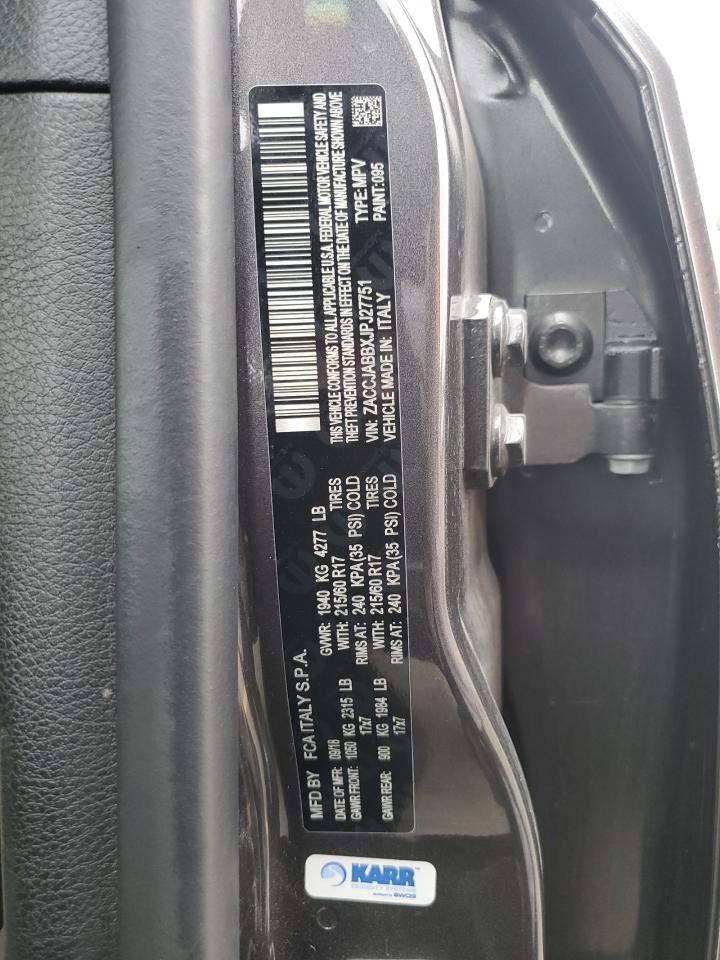 MFD BY FCA ITALY S.P.A.
DATE OF MFR: 09/18 GVWR: 1940 KG 4277 LB
GAWR FRONT: 1050 KG 2315 LB WITH: 215/60 R17 TIRES
17x7 RIMS AT: 240 KPA(35 PSI) COLD
GAWR REAR: 900 KG 1984 LB WITH: 215/60 R17 TIRES
17x7 RIMS AT: 240 KPA(35 PSI) COLD
THIS VEHICLE CONFORMS TO ALL APPLICABLE U.S.A. FEDERAL MOTOR VEHICLE SAFETY AND
THEFT PREVENTION STANDARDS IN EFFECT ON THE DATE OF MANUFACTURE SHOWN ABOVE
VIN: ZACCJABBXJPJ27751 TYPE: MPV
VEHICLE MADE IN: ITALY PAINT:095
KARR
SECURITY SYSTEMS
SWDS